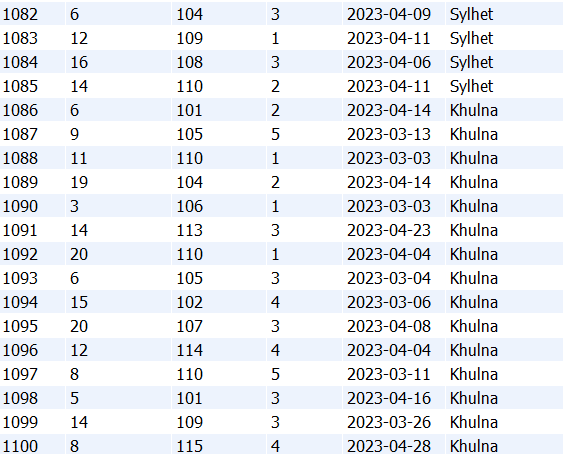 1082 6 104 3 2023-04-09 Sylhet
1083 12 109 1 2023-04-11 Sylhet
1084 16 108 3 2023-04-06 Sylhet
1085 14 110 2 2023-04-11 Sylhet
1086 6 101 2 2023-04-14 Khulna
1087 9 105 5 2023-03-13 Khulna
1088 11 110 1 2023-03-03 Khulna
1089 19 104 2 2023-04-14 Khulna
1090 3 106 1 2023-03-03 Khulna
1091 14 113 3 2023-04-23 Khulna
1092 20 110 1 2023-04-04 Khulna
1093 6 105 3 2023-03-04 Khulna
1094 15 102 4 2023-03-06 Khulna
1095 20 107 3 2023-04-08 Khulna
1096 12 114 4 2023-04-04 Khulna
1097 8 110 5 2023-03-11 Khulna
1098 5 101 3 2023-04-16 Khulna
1099 14 109 3 2023-03-26 Khulna
1100 8 115 4 2023-04-28 Khulna